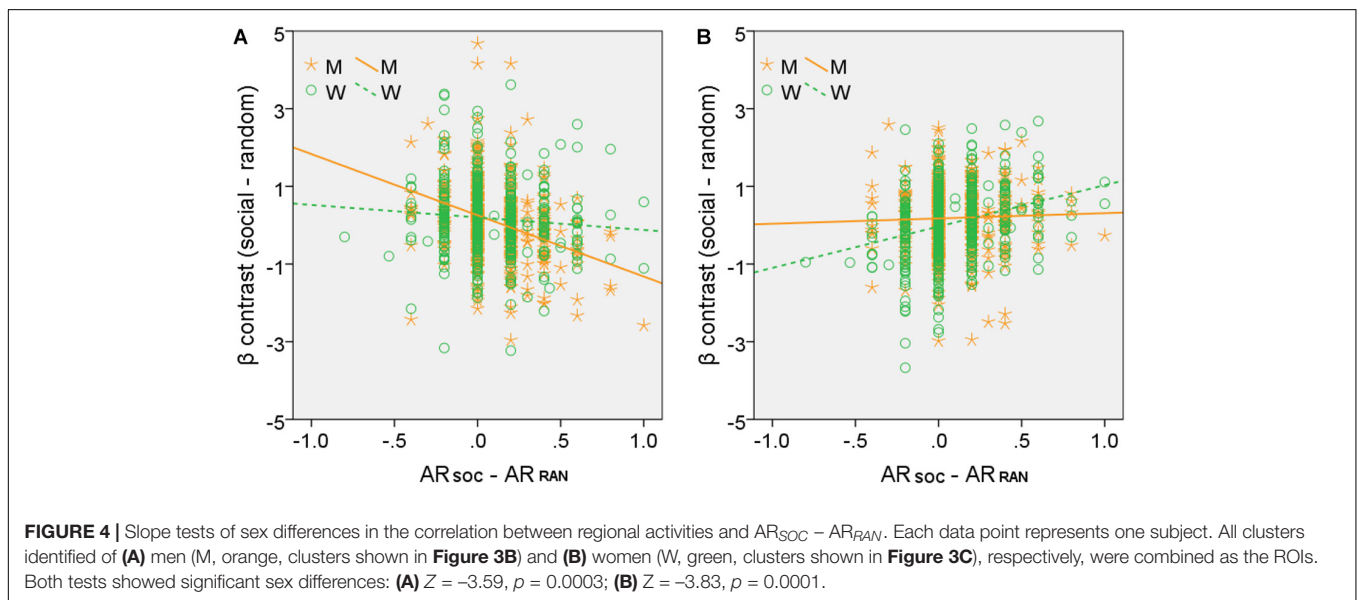 A
5
3
1
-1
-3
-5
β contrast (social - random)
M M
W W
-1.0 -.5 .0 .5 1.0
AR soc - AR RAN
B
5
3
1
-1
-3
-5
β contrast (social - random)
M M
W W
-1.0 -.5 .0 .5 1.0
AR soc - AR RAN
FIGURE 4 | Slope tests of sex differences in the correlation between regional activities and ARSOC – ARRAN. Each data point represents one subject. All clusters
identified of (A) men (M, orange, clusters shown in Figure 3B) and (B) women (W, green, clusters shown in Figure 3C), respectively, were combined as the ROIs.
Both tests showed significant sex differences: (A) Z = –3.59, p = 0.0003; (B) Z = –3.83, p = 0.0001.